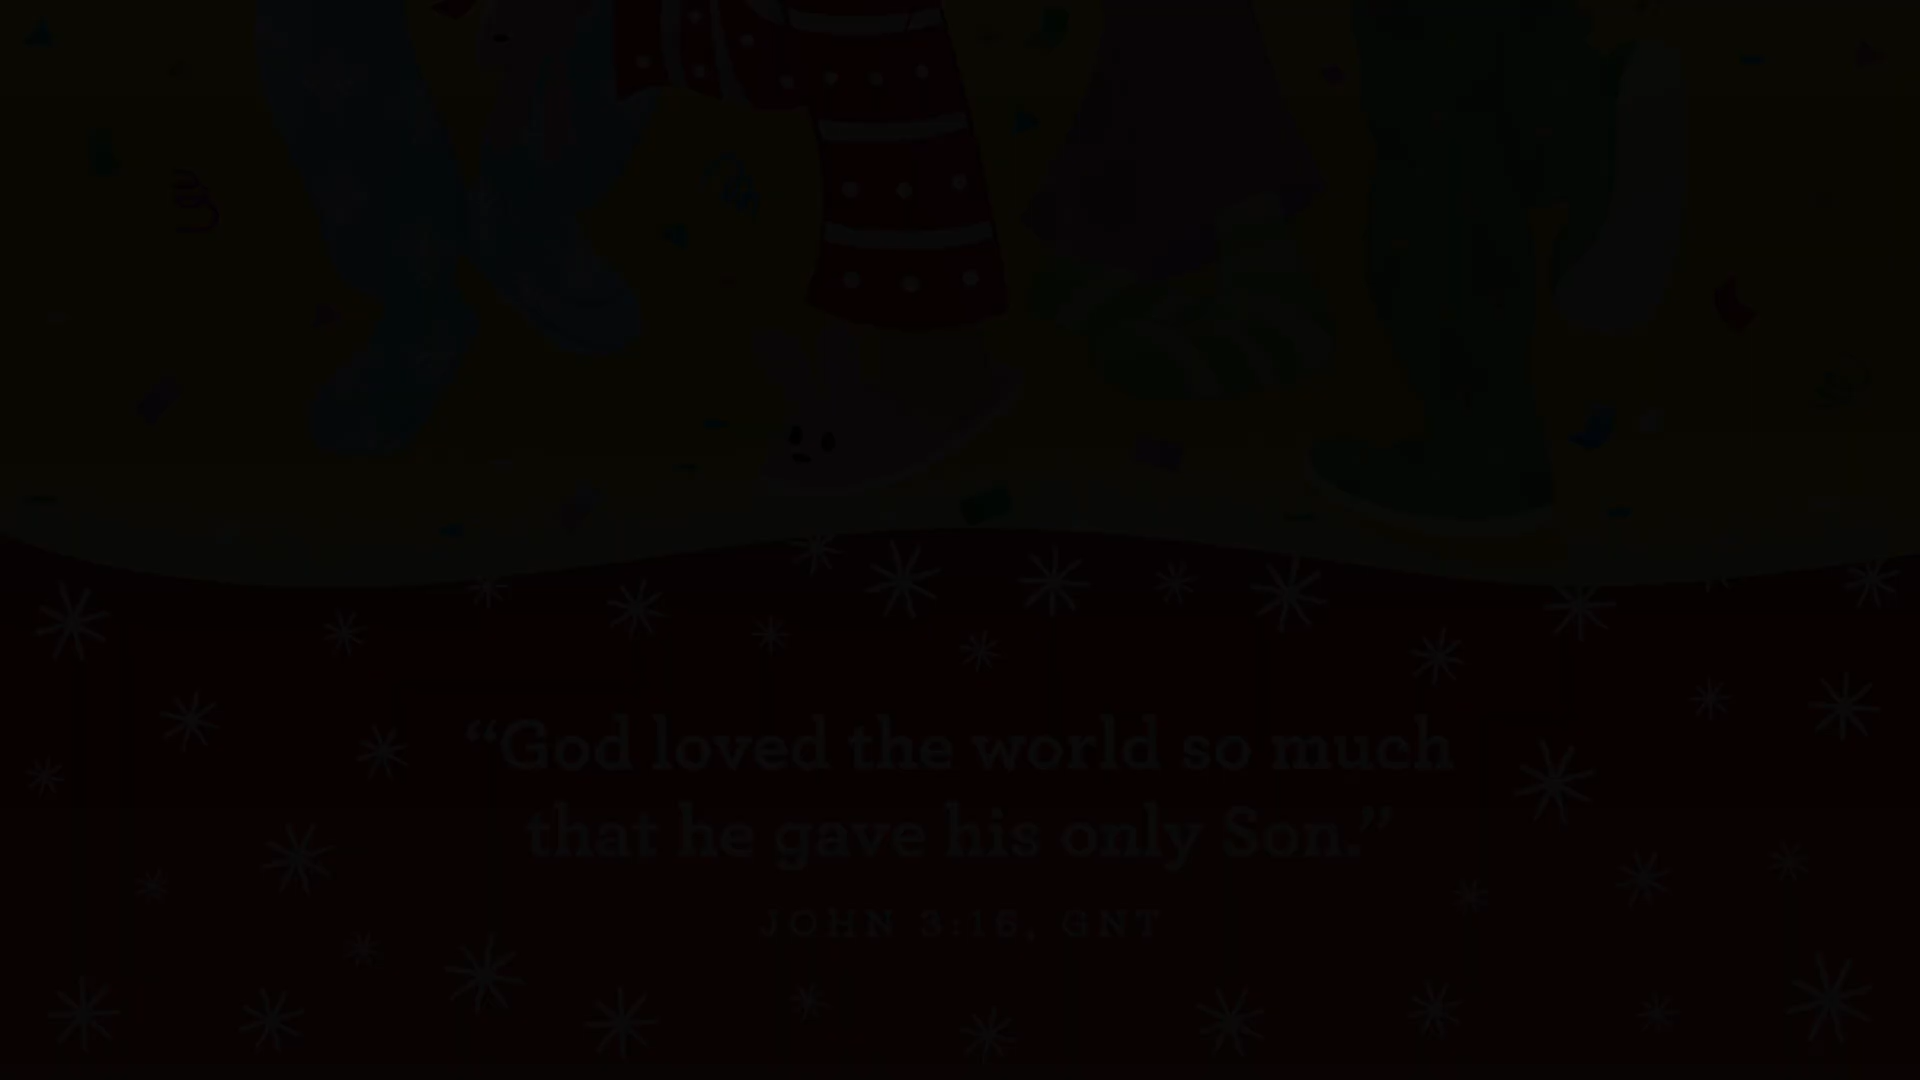 “God loved the world so much
that he gave his only Son.”
JOHN 3:16, GNT